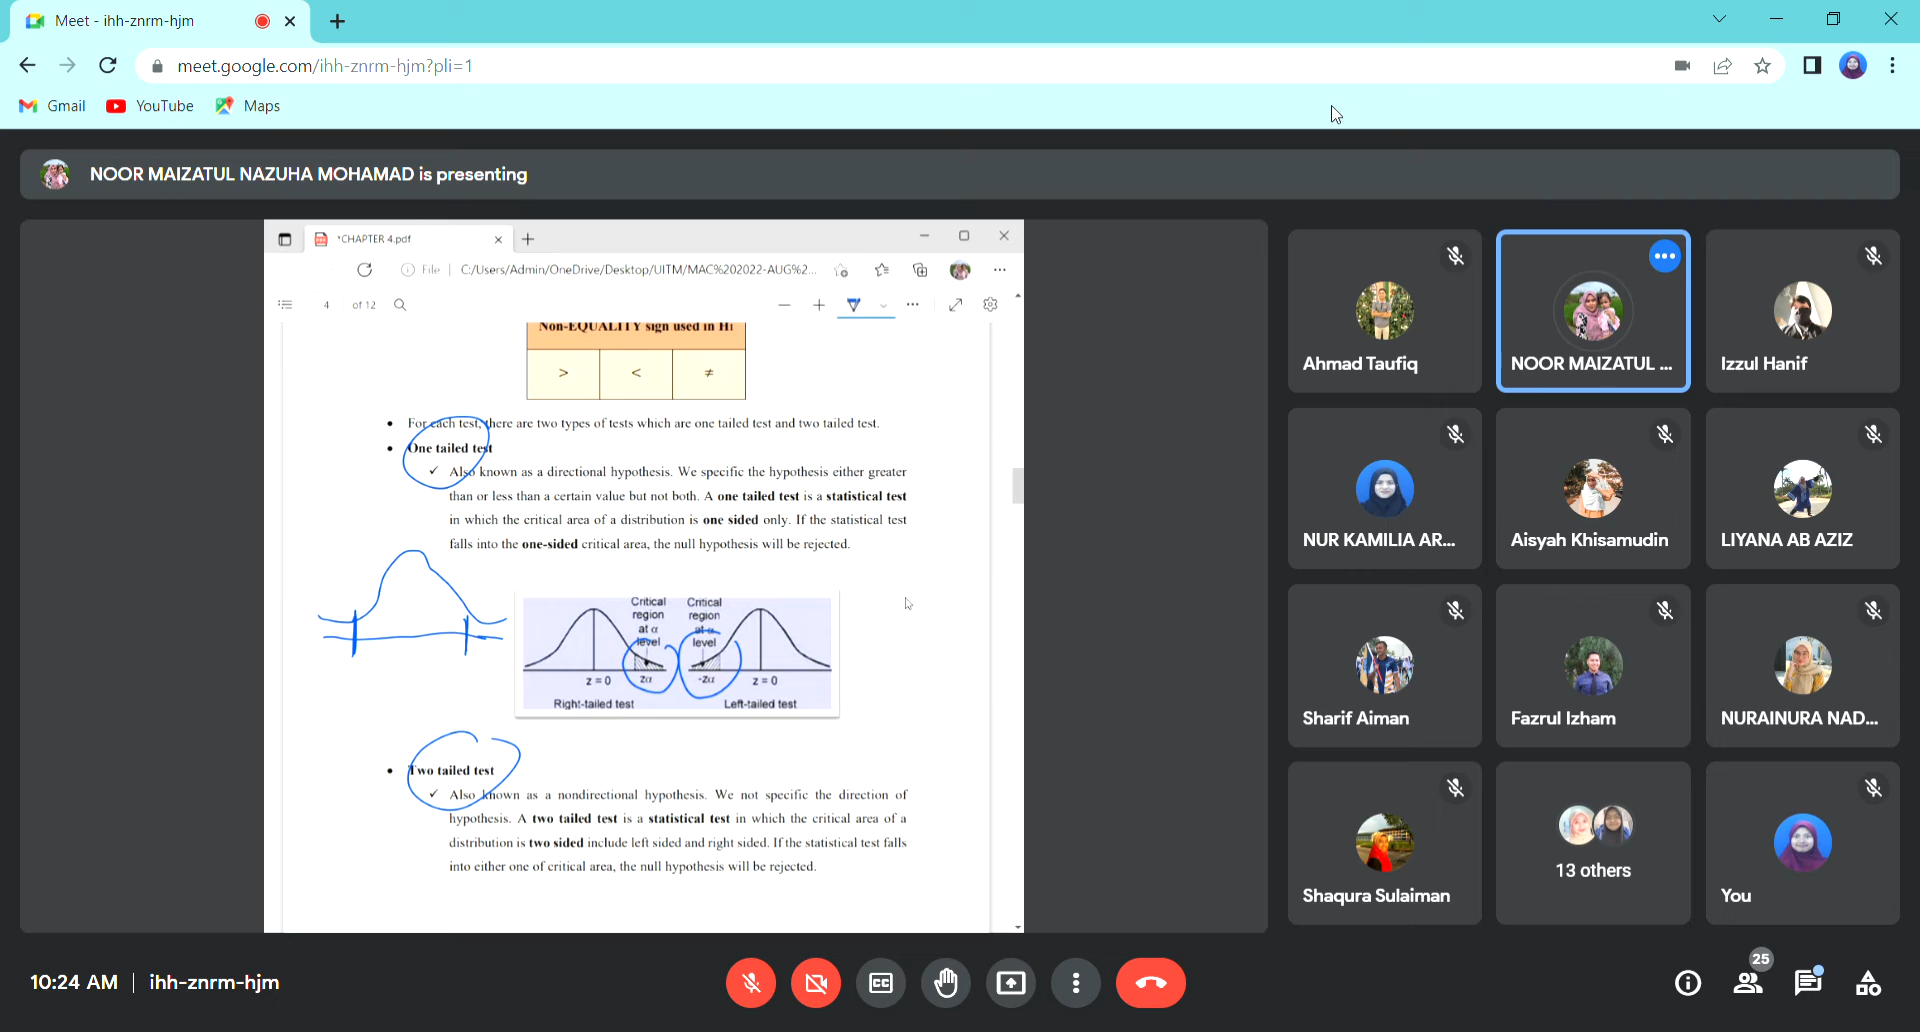 Meet - ihh-znrm-hjm
meet.google.com/ihh-znrm-hjm?pli=1
Gmail YouTube Maps
NOOR MAIZATUL NAZUHA MOHAMAD is presenting
*CHAPTER 4.pdf
File C:/Users/Admin/OneDrive/Desktop/UITM/MAC%202022-AUG%2...
4 of 12
Non-EQUALITY sign used in H₁
> < ≠
• For each test, there are two types of tests which are one tailed test and two tailed test.
• One tailed test
✓ Also known as a directional hypothesis. We specific the hypothesis either greater
than or less than a certain value but not both. A one tailed test is a statistical test
in which the critical area of a distribution is one sided only. If the statistical test
falls into the one-sided critical area, the null hypothesis will be rejected.
Critical Critical
region region
at α at α
level level
z = 0 zα -zα z = 0
Right-tailed test Left-tailed test
• Two tailed test
✓ Also known as a nondirectional hypothesis. We not specific the direction of
hypothesis. A two tailed test is a statistical test in which the critical area of a
distribution is two sided include left sided and right sided. If the statistical test falls
into either one of critical area, the null hypothesis will be rejected.
Ahmad Taufiq
NOOR MAIZATUL ...
Izzul Hanif
NUR KAMILIA AR...
Aisyah Khisamudin
LIYANA AB AZIZ
Sharif Aiman
Fazrul Izham
NURAINURA NAD...
Shaqura Sulaiman
13 others
You
10:24 AM ihh-znrm-hjm
CC
25